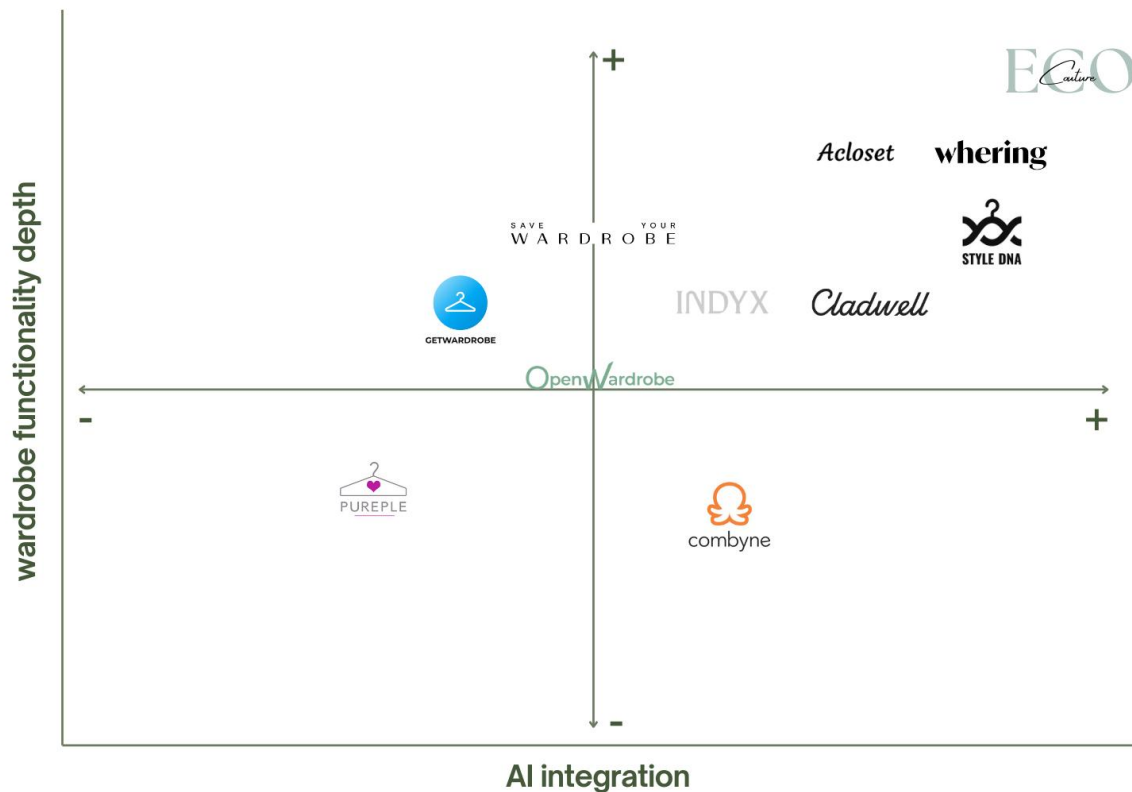 +
ECO
Couture
Acloset
whering
SAVE YOUR
WARDROBE
STYLE DNA
INDYX
Cladwell
GETWARDROBE
OpenWardrobe
-
+
wardrobe functionality depth
PUREPLE
combyne
-
AI integration